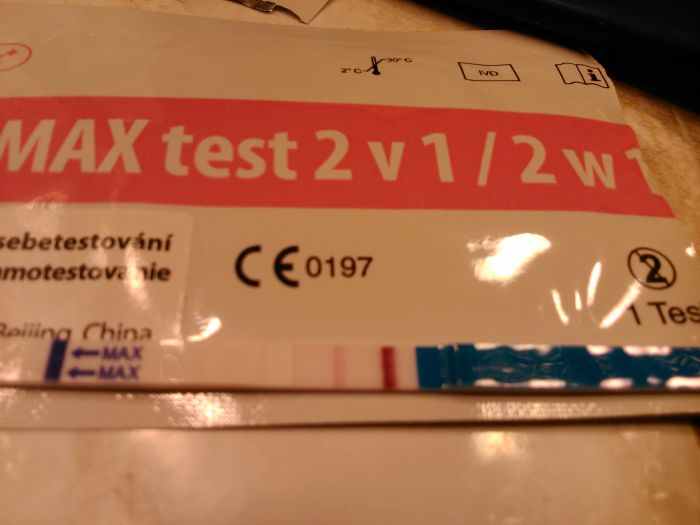 2°C 30°C
IVD
i
MAX test 2 v 1 / 2 w 1
sebetestování
amotestovanie
CE 0197
2
1 Tes
Beijing China
MAX
MAX